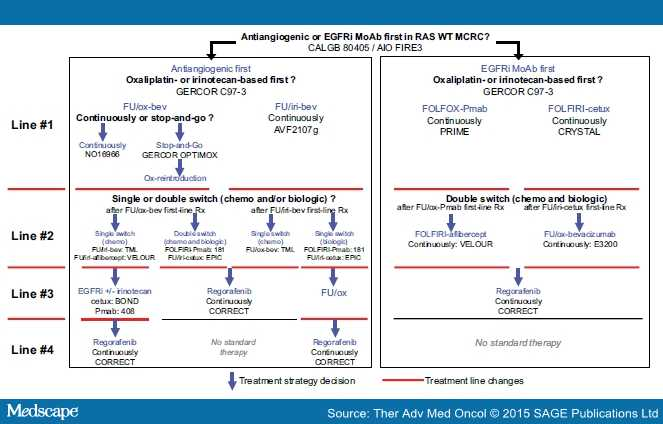 Antiangiogenic or EGFRi MoAb first in RAS WT MCRC?
CALGB 80405 / AIO FIRE3
Antiangiogenic first
Oxaliplatin- or irinotecan-based first ?
GERCOR C97-3
EGFRi MoAb first
Oxaliplatin- or irinotecan-based first ?
GERCOR C97-3
Line #1
FU/ox-bev
Continuously or stop-and-go ?
Continuously
NO16966
Stop-and-Go
GERCOR OPTIMOX
Ox-reintroduction
FU/iri-bev
Continuously
AVF2107g
FOLFOX-Pmab
Continuously
PRIME
FOLFIRI-cetux
Continuously
CRYSTAL
Line #2
Single or double switch (chemo and/or biologic) ?
after FU/ox-bev first-line Rx
after FU/iri-bev first-line Rx
Single switch
(chemo)
FU/iri-bev: TML
FU/iri-aflibercept: VELOUR
Double switch
(chemo and biologic)
FOLFIRI-Pmab: 181
FU/iri-cetux: EPIC
Single switch
(chemo)
FU/ox-bev: TML
Single switch
(biologic)
FOLFIRI-Pmab: 181
FU/iri-cetux: EPIC
Double switch (chemo and biologic)
after FU/ox-Pmab first-line Rx
after FU/iri-cetux first-line Rx
FOLFIRI-aflibercept
Continuously: VELOUR
FU/ox-bevacizumab
Continuously: E3200
Line #3
EGFRi +/- irinotecan
cetux: BOND
Pmab: 408
Regorafenib
Continuously
CORRECT
FU/ox
Regorafenib
Continuously
CORRECT
Line #4
Regorafenib
Continuously
CORRECT
No standard
therapy
Regorafenib
Continuously
CORRECT
No standard therapy
Treatment strategy decision
Treatment line changes
Medscape
Source: Ther Adv Med Oncol © 2015 SAGE Publications Ltd